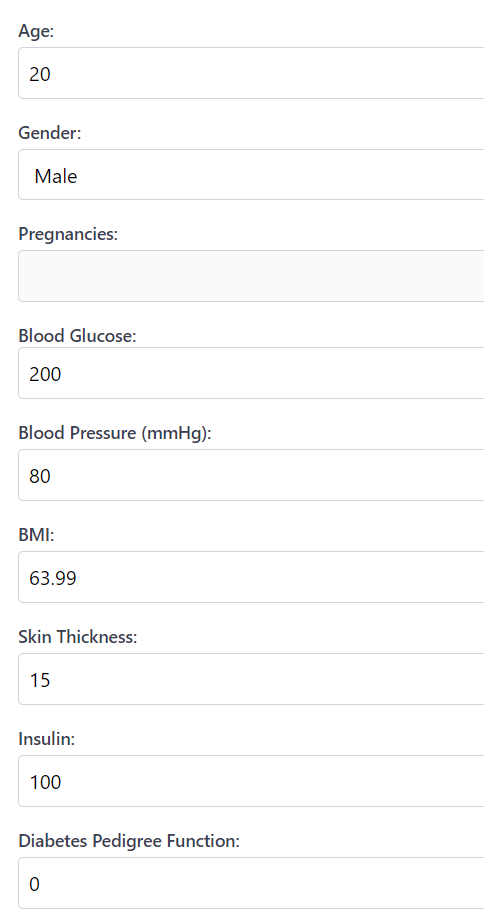 Age:
20
Gender:
Male
Pregnancies:
Blood Glucose:
200
Blood Pressure (mmHg):
80
BMI:
63.99
Skin Thickness:
15
Insulin:
100
Diabetes Pedigree Function:
0